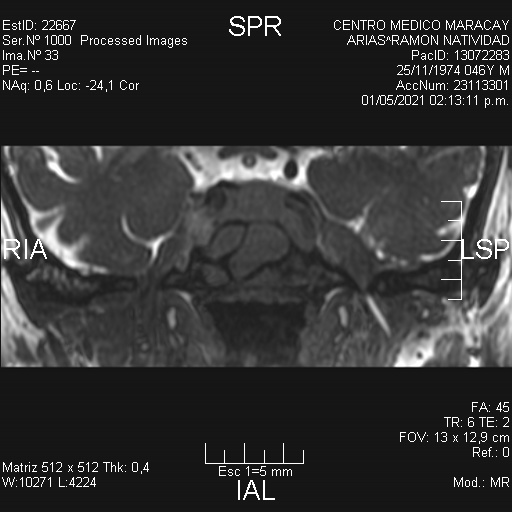 EstID: 22667
Ser.Nº 1000 Processed Images
Ima.Nº 33
PE= --
NAq: 0,6 Loc: -24,1 Cor
SPR
CENTRO MEDICO MARACAY
ARIAS^RAMON NATIVIDAD
PacID: 13072283
25/11/1974 046Y M
AccNum: 23113301
01/05/2021 02:13:11 p.m.
RIA
LSP
FA: 45
TR: 6 TE: 2
FOV: 13 x 12,9 cm
Ref.: 0
Matriz 512 x 512 Thk: 0,4
W:10271 L:4224
Esc 1=5 mm
IAL
Mod.: MR